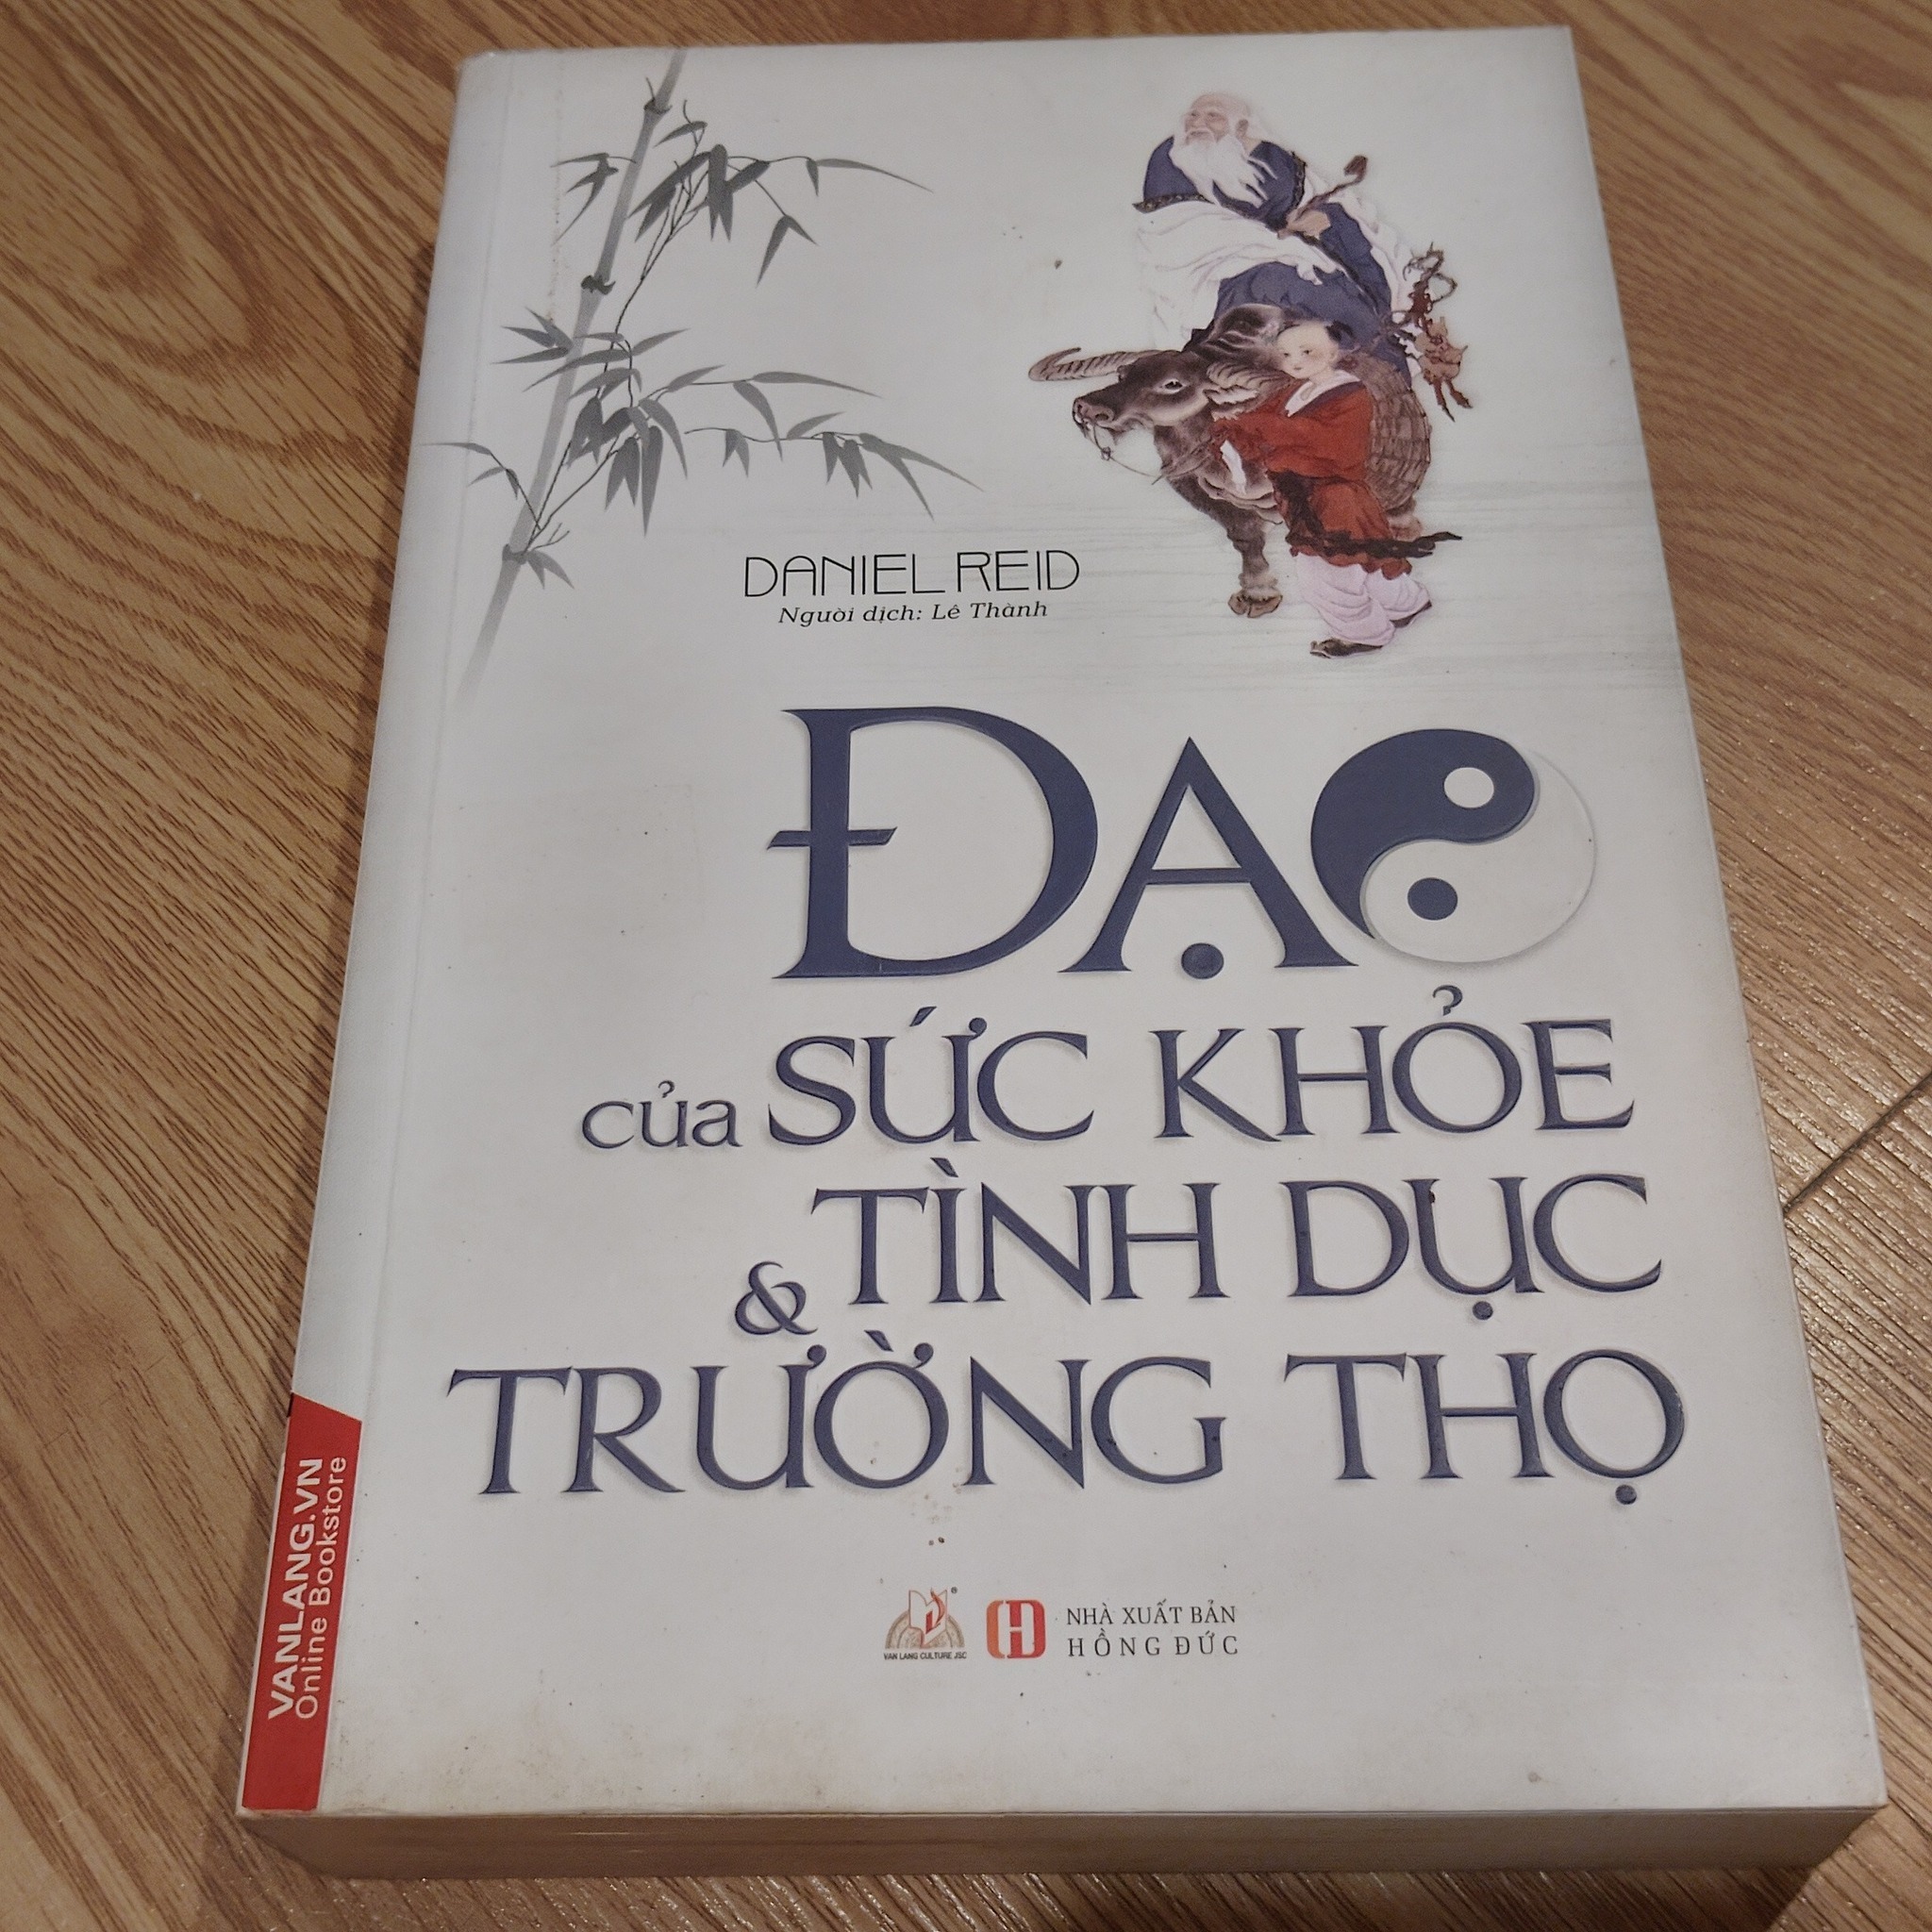 DANIEL REID
Người dịch: Lê Thành
ĐẠO
của SỨC KHỎE
TÌNH DỤC
& TRƯỜNG THỌ
VANLANG.VN
Online Bookstore
VAN LANG CULTURE JSC
NHÀ XUẤT BẢN
HỒNG ĐỨC